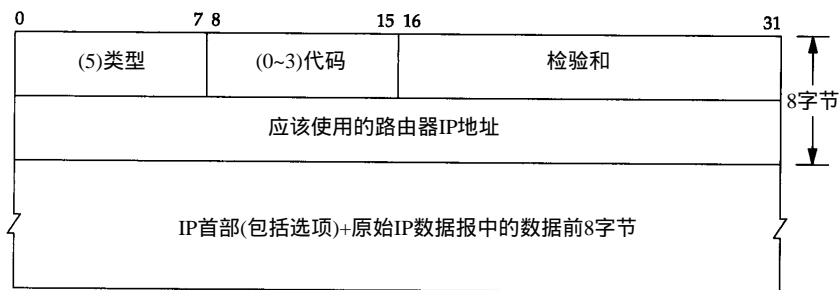 0 7 8 15 16 31
(5)类型 (0~3)代码 检验和
8字节
应该使用的路由器IP地址
IP首部(包括选项)+原始IP数据报中的数据前8字节